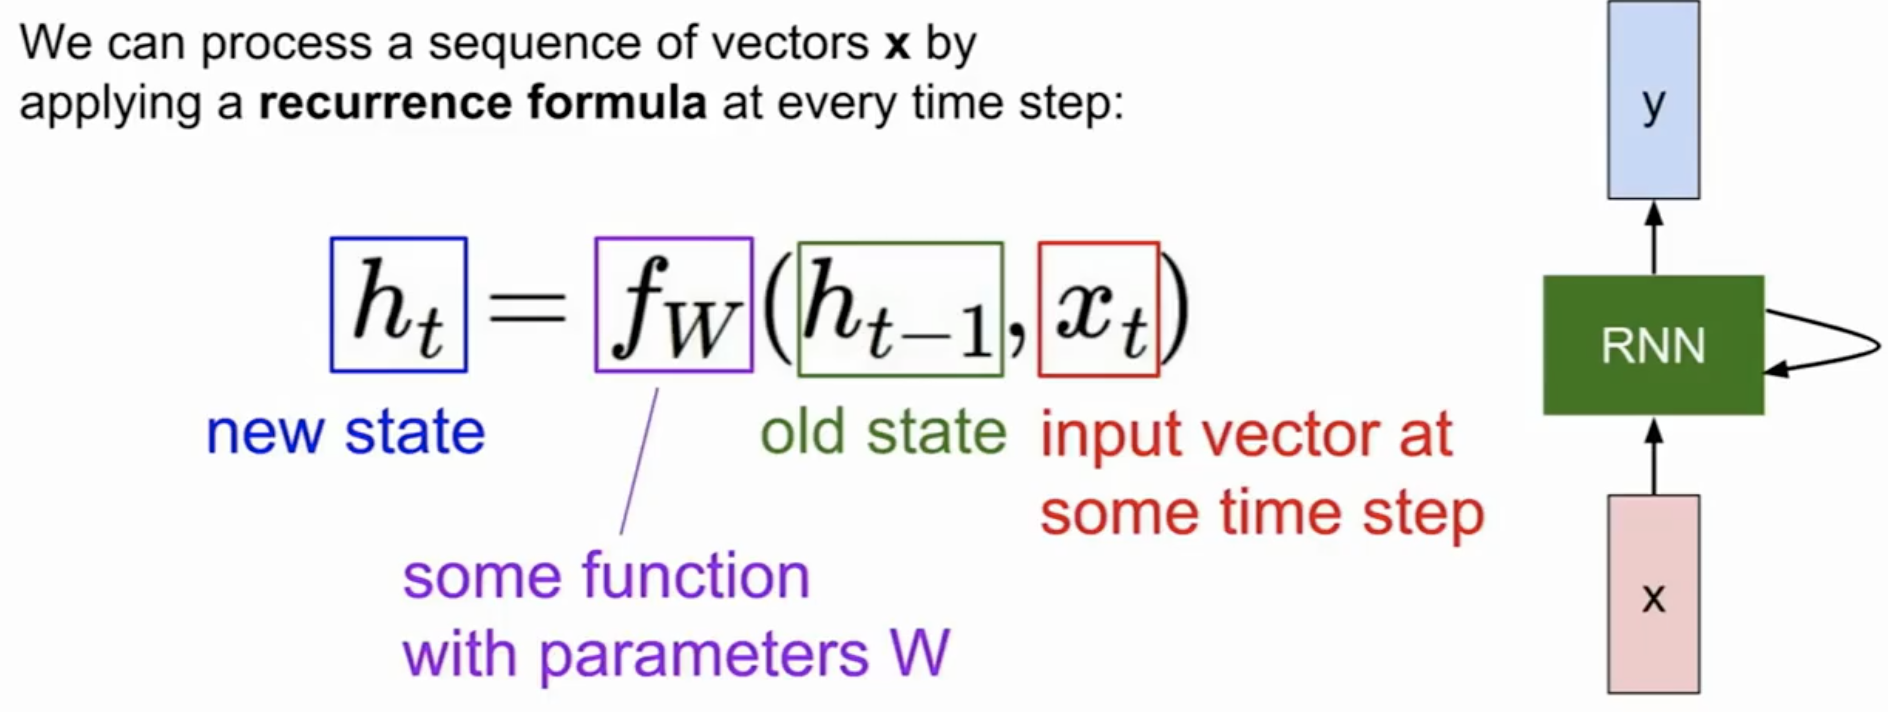 We can process a sequence of vectors x by
applying a recurrence formula at every time step:
h_t = f_W(h_{t-1}, x_t)
new state
old state
input vector at
some time step
some function
with parameters W
y
RNN
x